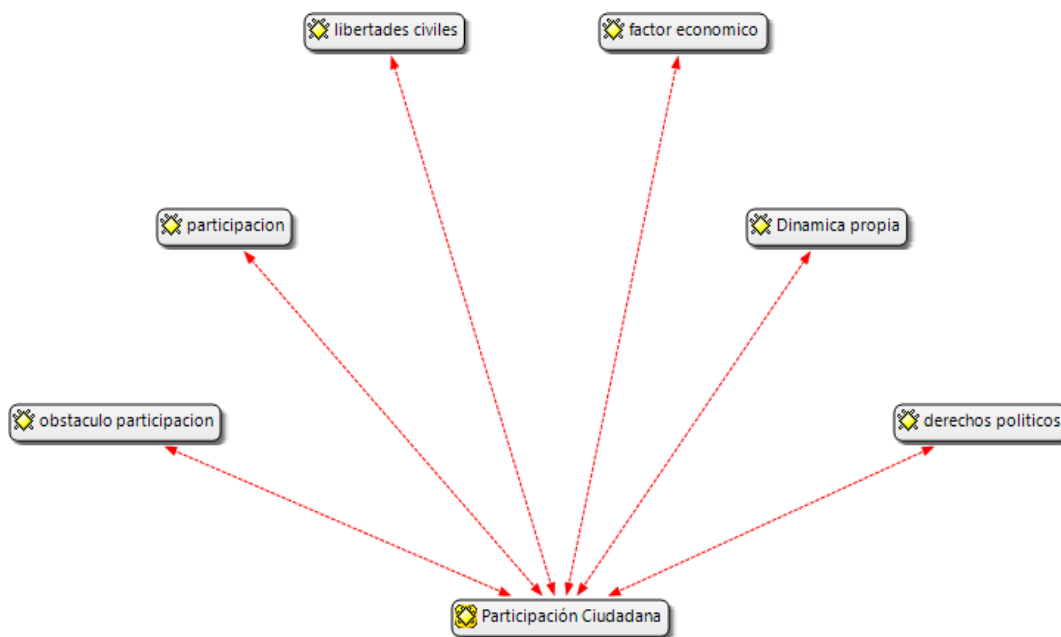 libertades civiles
factor economico
participacion
Dinamica propia
obstaculo participacion
derechos politicos
Participación Ciudadana